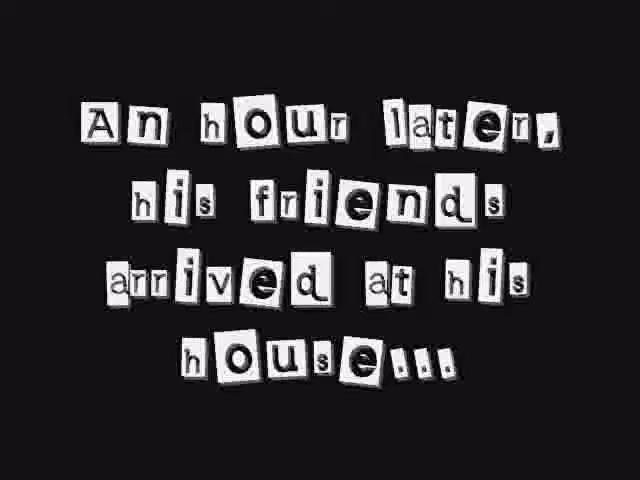 An hour later,
his friends
arrived at his
house...